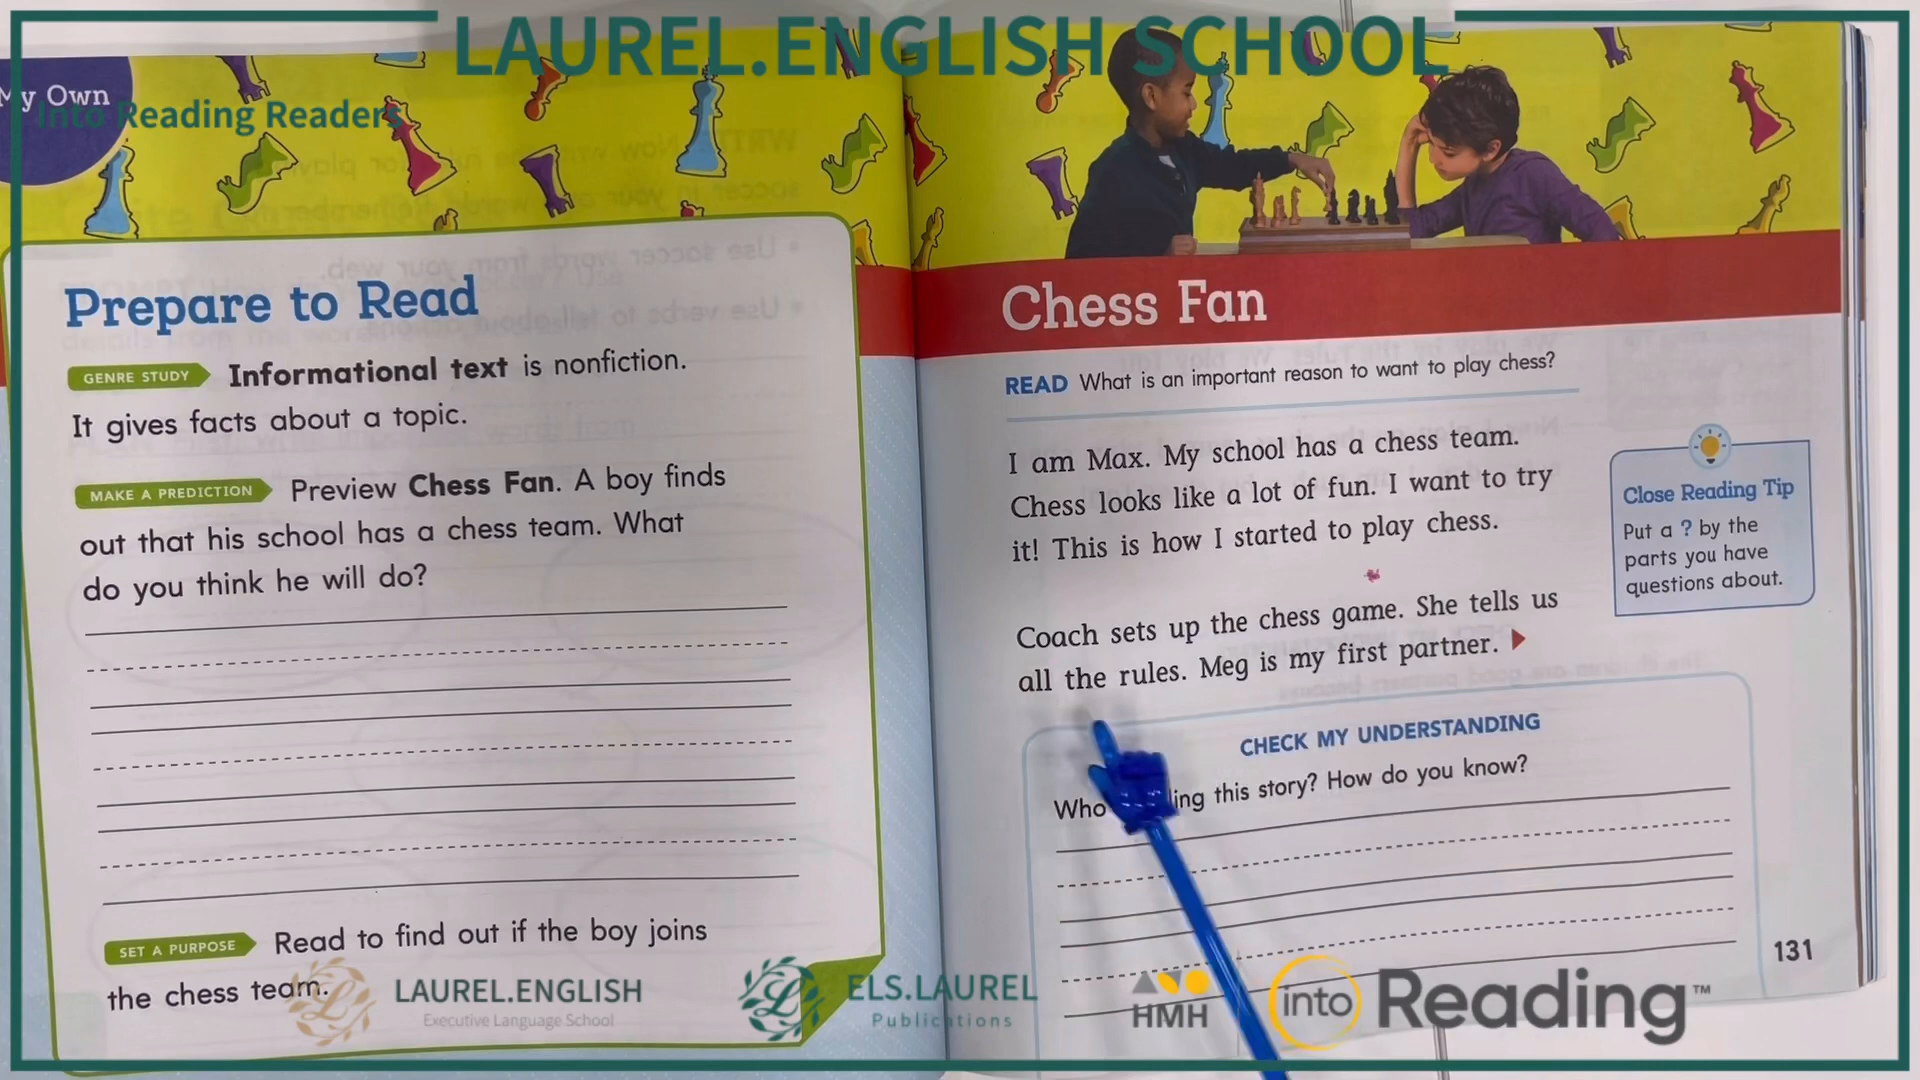 LAUREL.ENGLISH SCHOOL
My Own
Into Reading Readers
Prepare to Read
GENRE STUDY Informational text is nonfiction.
It gives facts about a topic.
MAKE A PREDICTION Preview Chess Fan. A boy finds
out that his school has a chess team. What
do you think he will do?
SET A PURPOSE Read to find out if the boy joins
the chess team.
Chess Fan
READ What is an important reason to want to play chess?
I am Max. My school has a chess team.
Chess looks like a lot of fun. I want to try
it! This is how I started to play chess.
Coach sets up the chess game. She tells us
all the rules. Meg is my first partner.
Close Reading Tip
Put a ? by the
parts you have
questions about.
CHECK MY UNDERSTANDING
Who ing this story? How do you know?
131
LAUREL.ENGLISH
Executive Language School
ELS.LAUREL
Publications
HMH
into Reading™